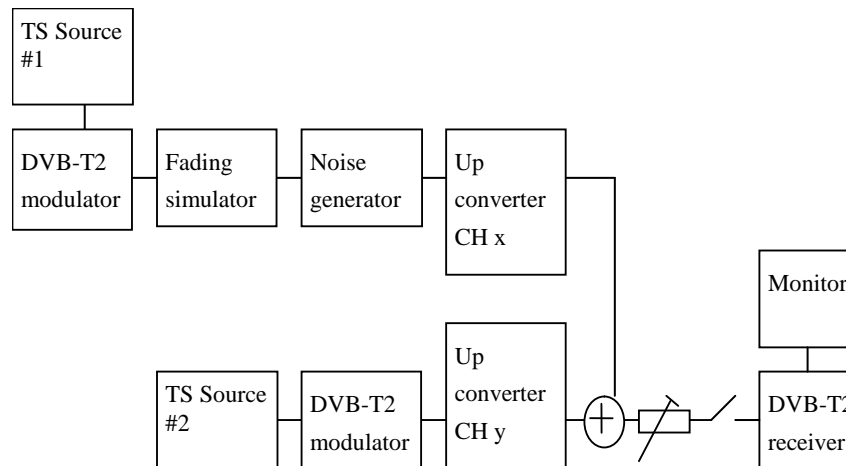 TS Source
#1
DVB-T2
modulator
Fading
simulator
Noise
generator
Up
converter
CH x
Monitor
TS Source
#2
DVB-T2
modulator
Up
converter
CH y
DVB-T2
receiver